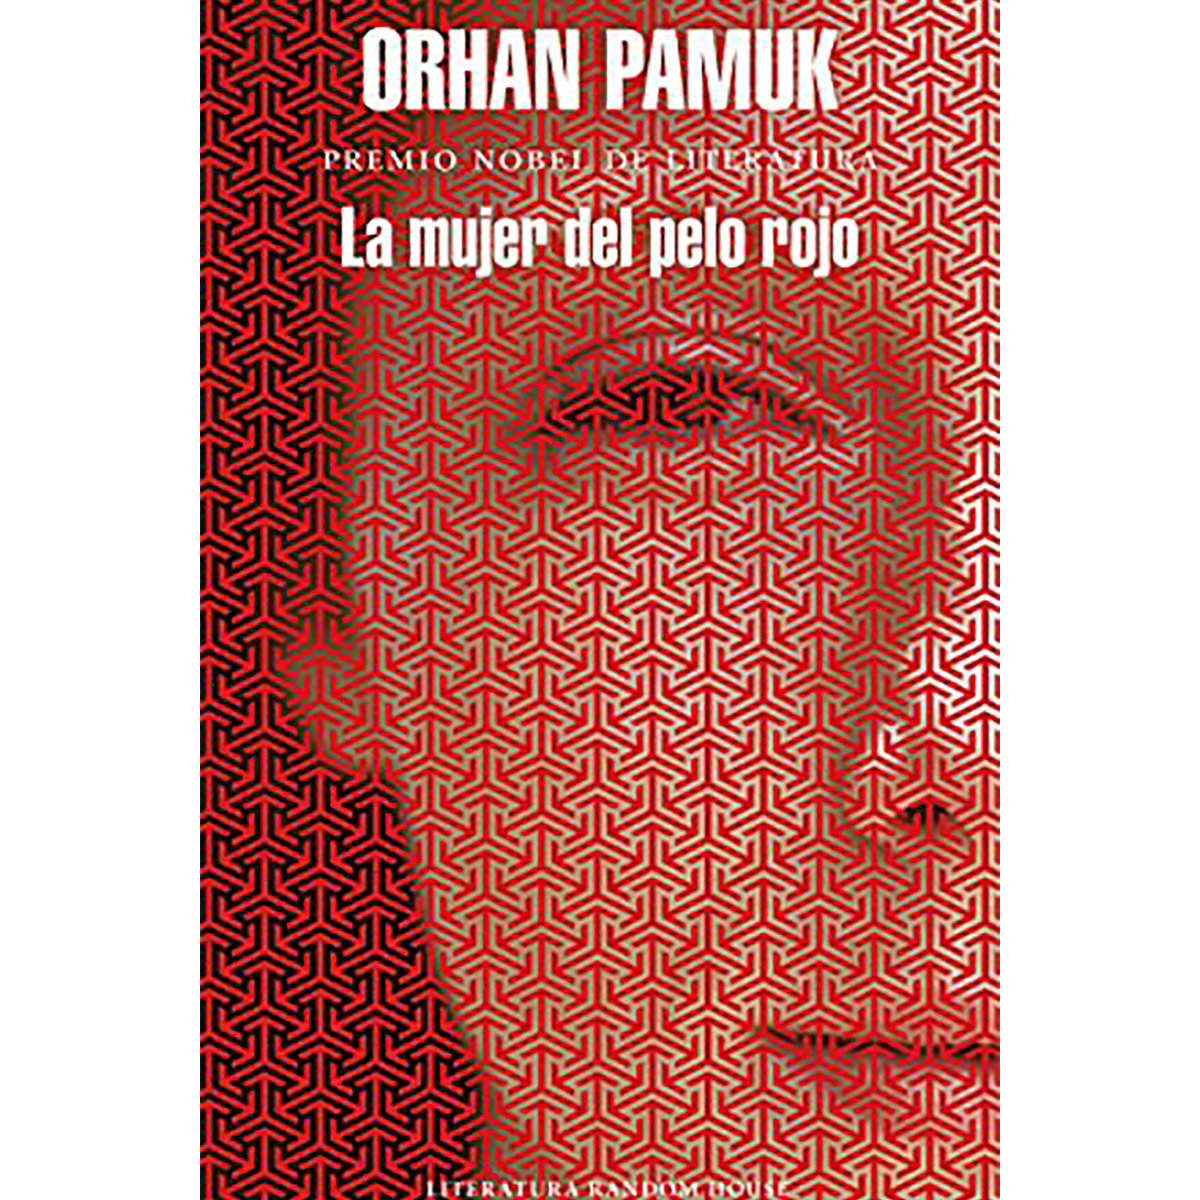 ORHAN PAMUK
PREMIO NOBEL DE LITERATURA
La mujer del pelo rojo
LITERATURA RANDOM HOUSE